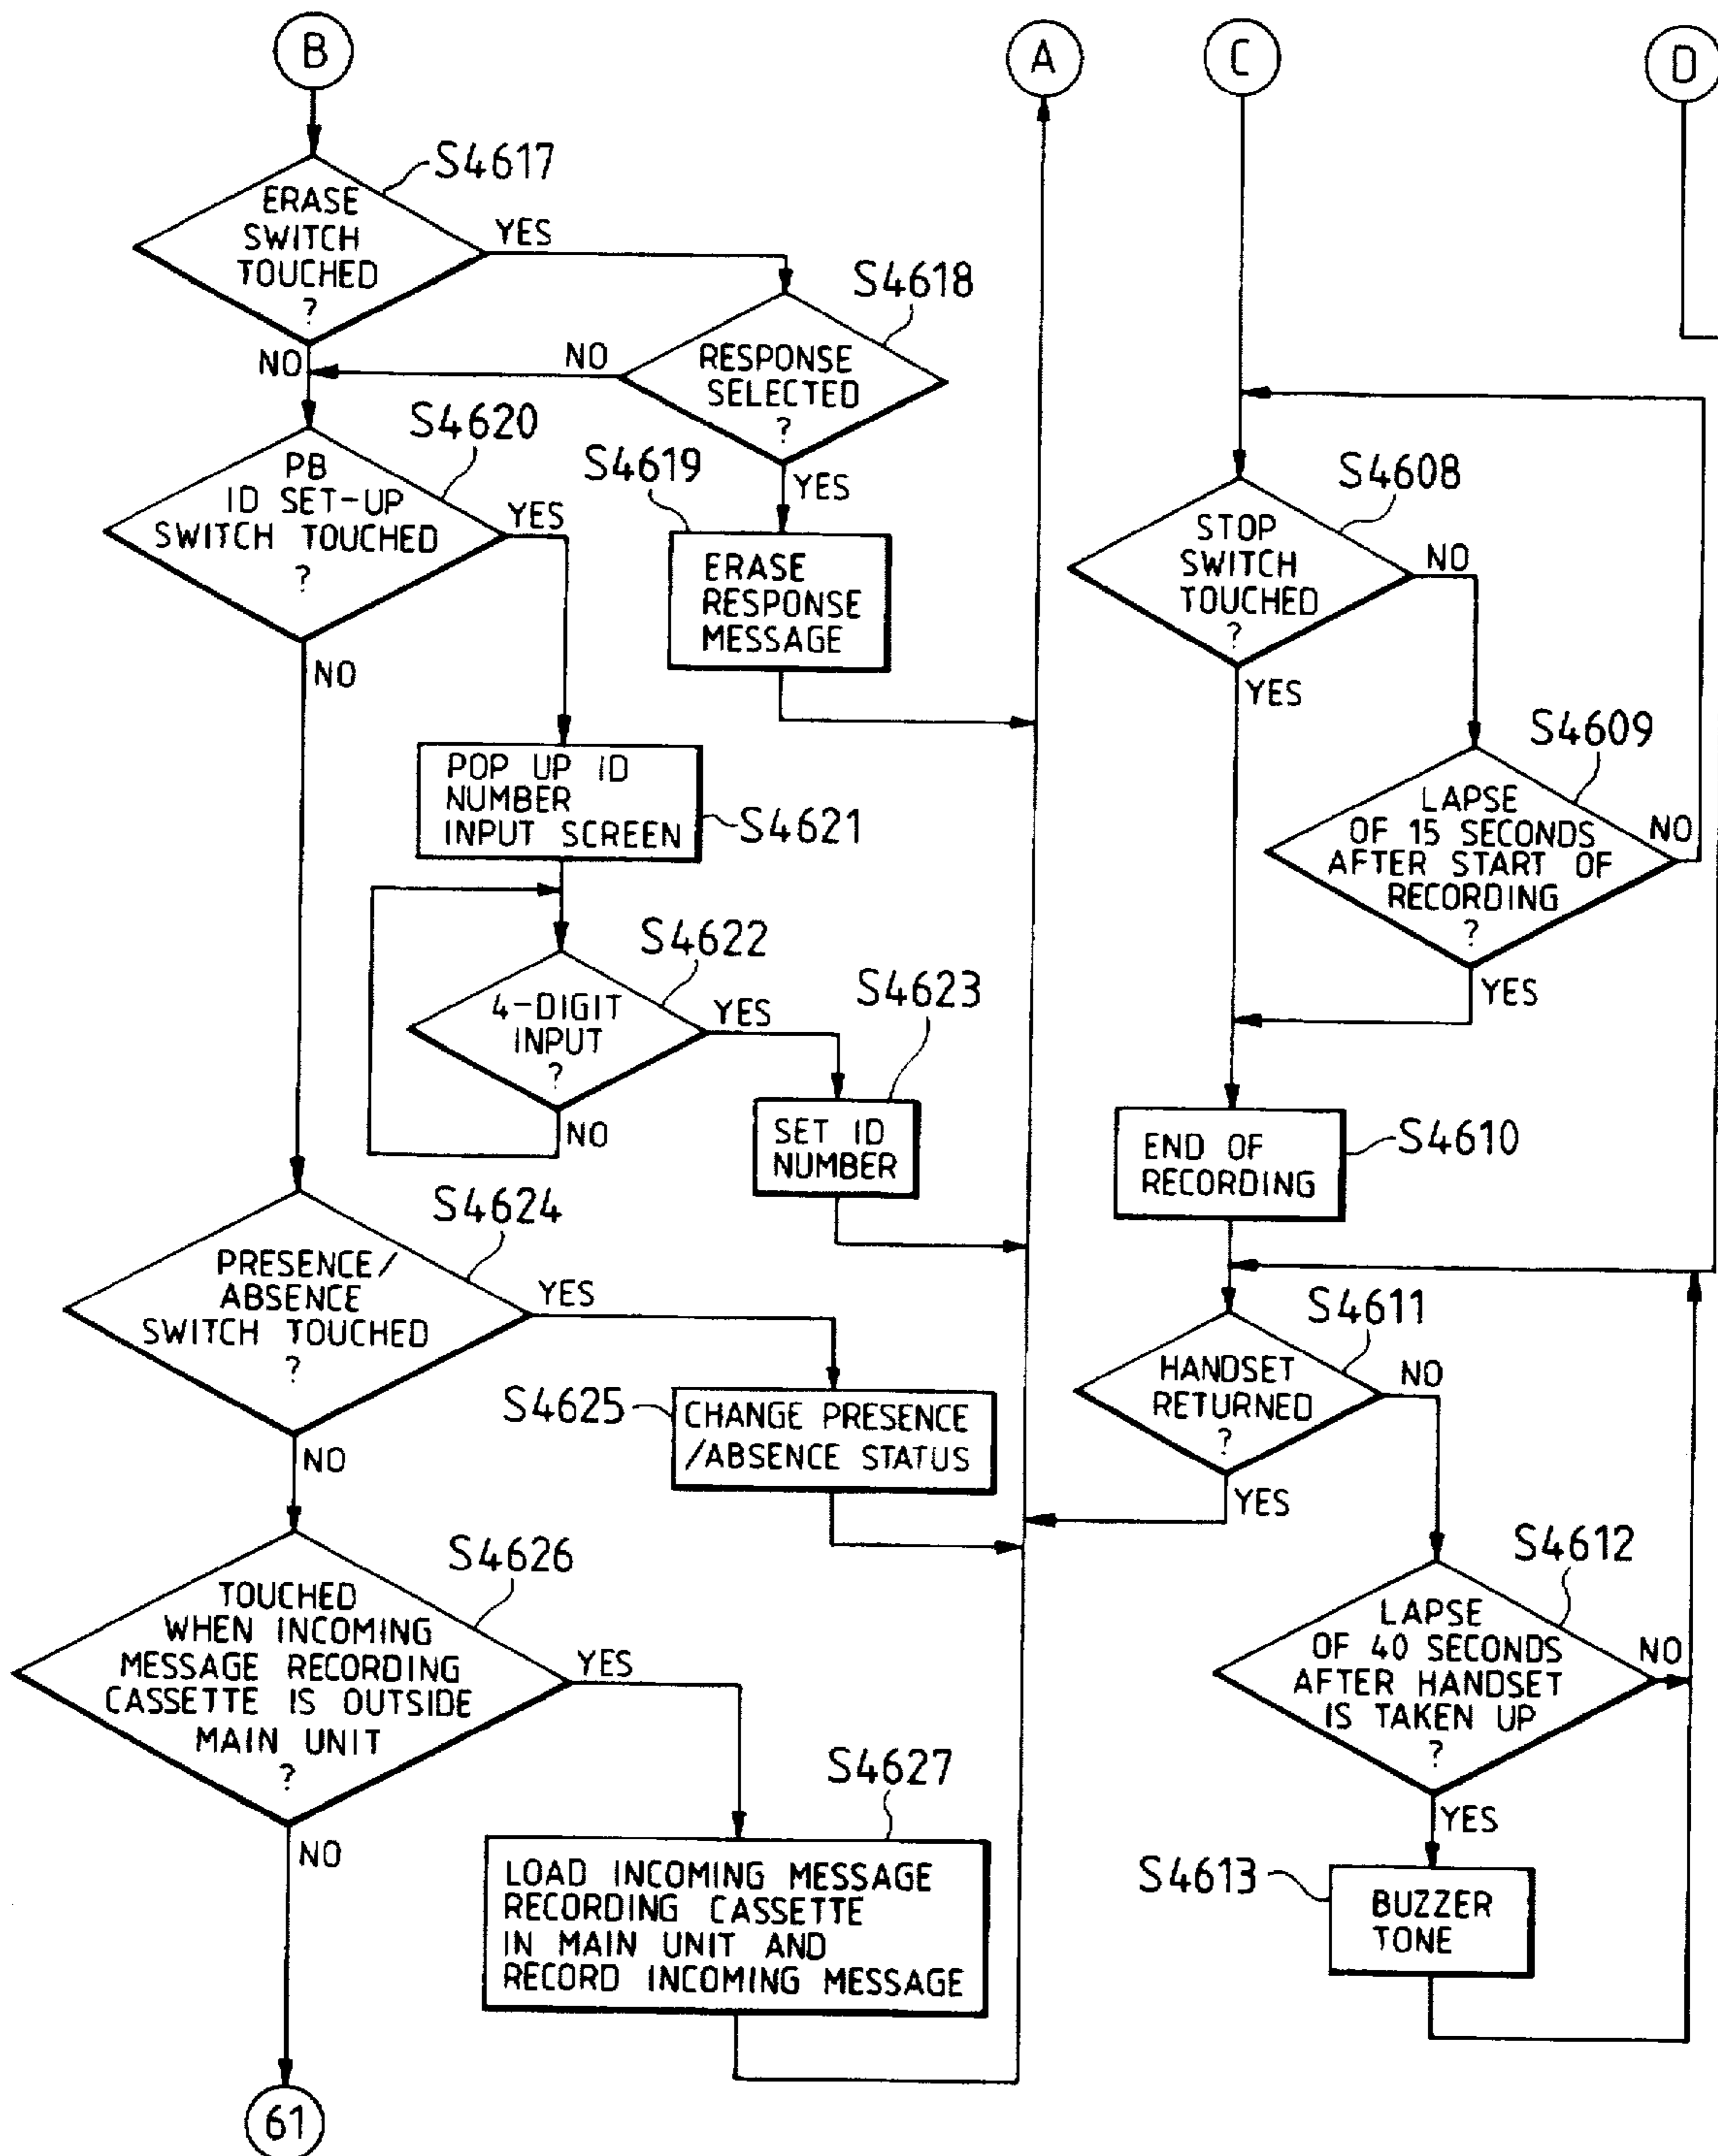 B
A
C
D
S4617
ERASE
SWITCH
TOUCHED
?
YES
NO
S4618
RESPONSE
SELECTED
?
NO
YES
S4619
ERASE
RESPONSE
MESSAGE
S4620
PB
ID SET-UP
SWITCH TOUCHED
?
YES
NO
POP UP ID
NUMBER
INPUT SCREEN
S4621
S4622
4-DIGIT
INPUT
?
YES
NO
S4623
SET ID
NUMBER
S4624
PRESENCE/
ABSENCE
SWITCH TOUCHED
?
YES
NO
S4625
CHANGE PRESENCE
/ABSENCE STATUS
S4626
TOUCHED
WHEN INCOMING
MESSAGE RECORDING
CASSETTE IS OUTSIDE
MAIN UNIT
?
YES
NO
S4627
LOAD INCOMING MESSAGE
RECORDING CASSETTE
IN MAIN UNIT AND
RECORD INCOMING MESSAGE
61
S4608
STOP
SWITCH
TOUCHED
?
NO
YES
S4609
LAPSE
OF 15 SECONDS
AFTER START OF
RECORDING
?
NO
YES
END OF
RECORDING
S4610
S4611
HANDSET
RETURNED
?
NO
YES
S4612
LAPSE
OF 40 SECONDS
AFTER HANDSET
IS TAKEN UP
?
NO
YES
S4613
BUZZER
TONE